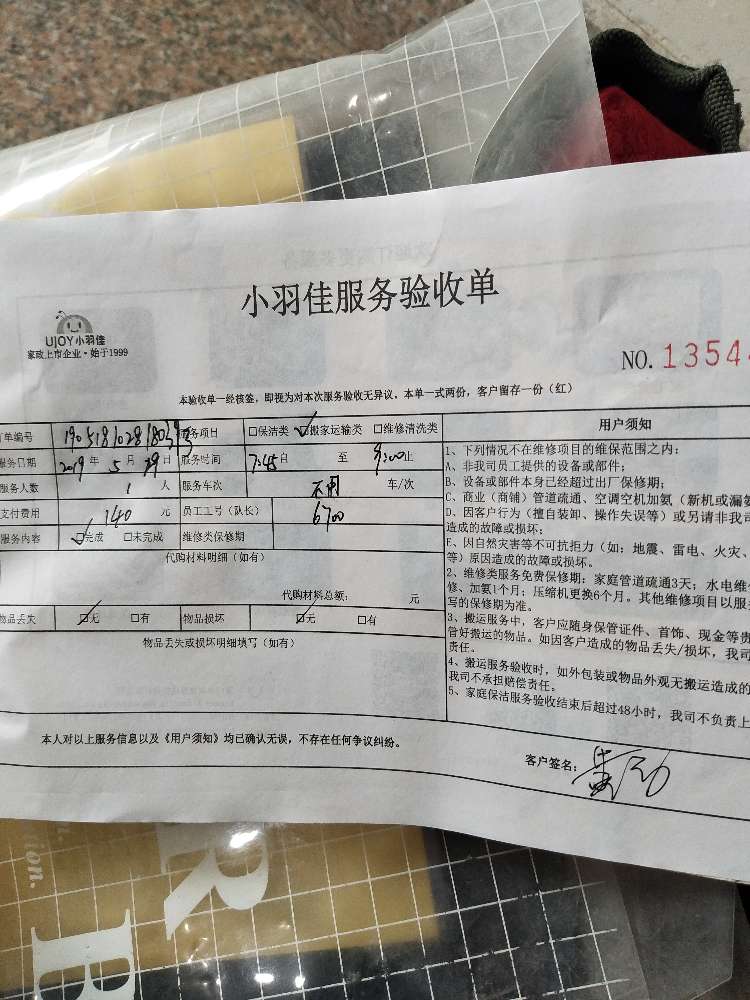 小羽佳服务验收单
UJOY小羽佳
家政上市企业·始于1999
NO. 13544
本验收单一经核签，即视为对本次服务验收无异议。本单一式两份，客户留存一份（红）
单编号 服务项目 □保洁类 ☑搬家运输类 □维修清洗类
服务日期 2019 年 5 月 29 日 服务时间 7:45自 至 9:00止
服务人数 1 人 服务车次 不用 车/次
支付费用 140 元 员工工号（队长） 6700
服务内容 ☑完成 □未完成 维修类保修期
代购材料明细（如有）
代购材料总额： 元
物品丢失 ☑无 □有 物品损坏 ☑无 □有
物品丢失或损坏明细填写（如有）
用户须知
1、下列情况不在维修项目的维保范围之内：
A、非我司员工提供的设备或部件；
B、设备或部件本身已经超过出厂保修期；
C、商业（商铺）管道疏通、空调空机加氨（新机或漏氨
D、因客户行为（擅自装卸、操作失误等）或另请非我司
造成的故障或损坏；
E、因自然灾害等不可抗拒力（如：地震、雷电、火灾、
等）原因造成的故障或损坏。
2、维修类服务免费保修期：家庭管道疏通3天；水电维
修、加氨1个月；压缩机更换6个月。其他维修项目以服
写的保修期为准。
3、搬运服务中，客户应随身保管证件、首饰、现金等贵
管好搬运的物品。如因客户造成的物品丢失/损坏，我司
责任。
4、搬运服务验收时，如外包装或物品外观无搬运造成的
我司不承担赔偿责任。
5、家庭保洁服务验收结束后超过48小时，我司不负责上
本人对以上服务信息以及《用户须知》均已确认无误，不存在任何争议纠纷。
客户签名：
tion.
R
B